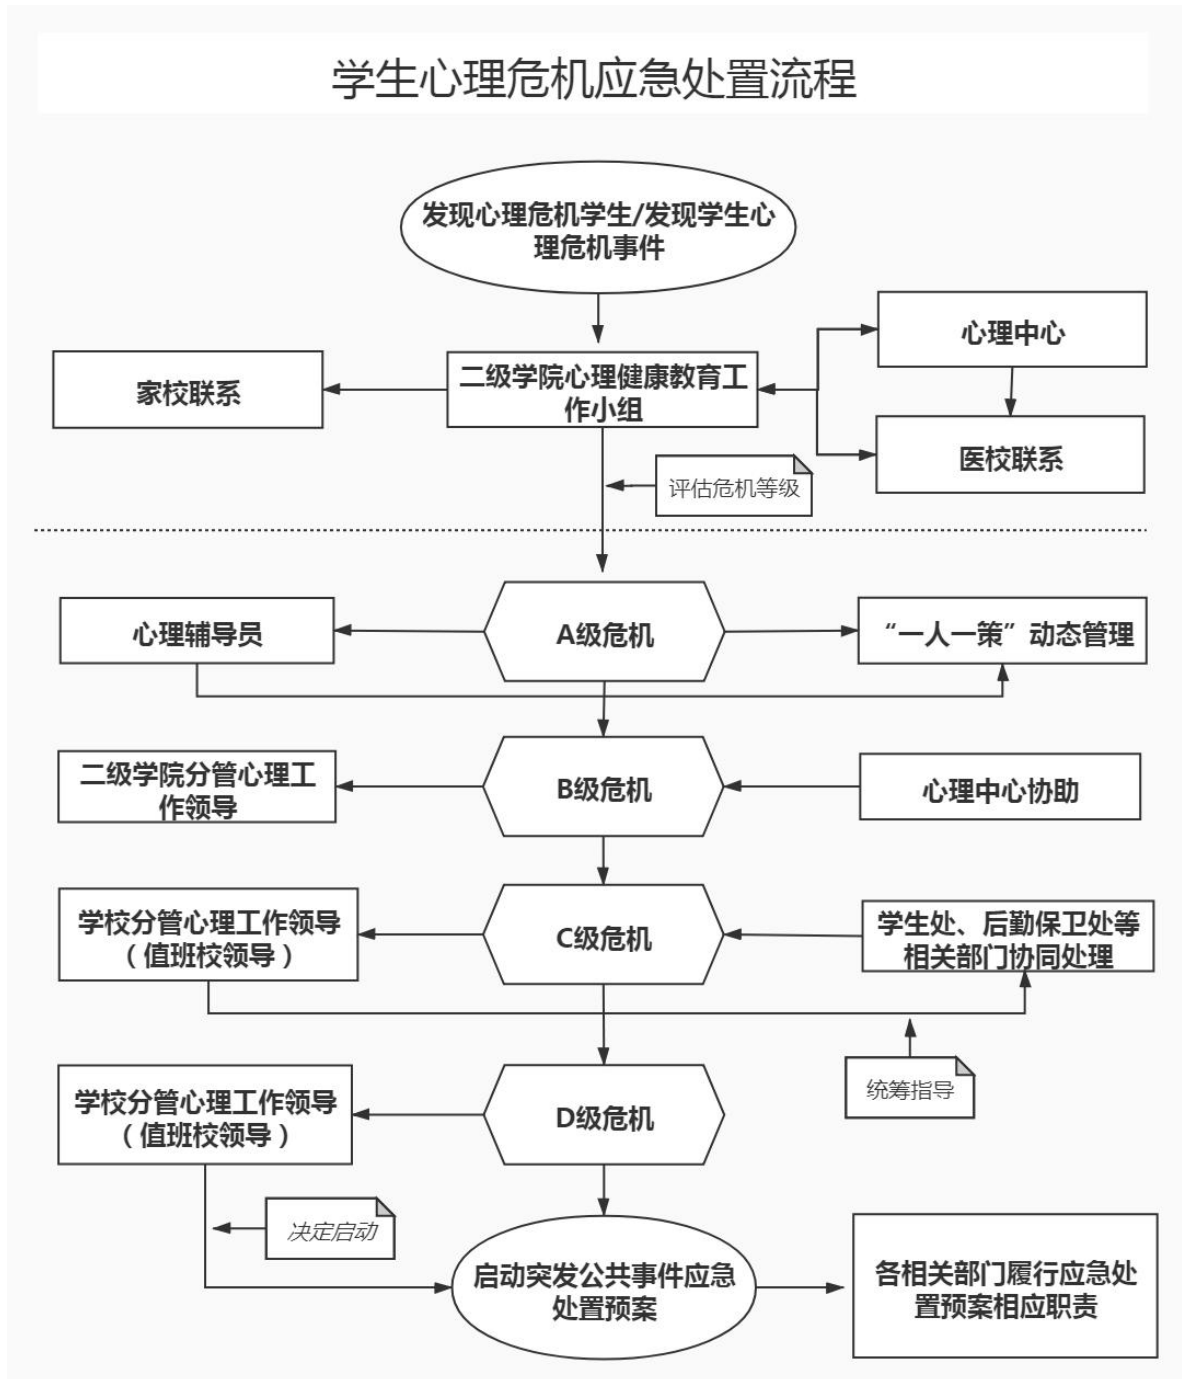 学生心理危机应急处置流程
发现心理危机学生/发现学生心
理危机事件
心理中心
家校联系
二级学院心理健康教育工
作小组
医校联系
评估危机等级
心理辅导员
A级危机
“一人一策”动态管理
二级学院分管心理工
作领导
B级危机
心理中心协助
学校分管心理工作领导
（值班校领导）
C级危机
学生处、后勤保卫处等
相关部门协同处理
统筹指导
学校分管心理工作领导
（值班校领导）
D级危机
决定启动
启动突发公共事件应急
处置预案
各相关部门履行应急处
置预案相应职责